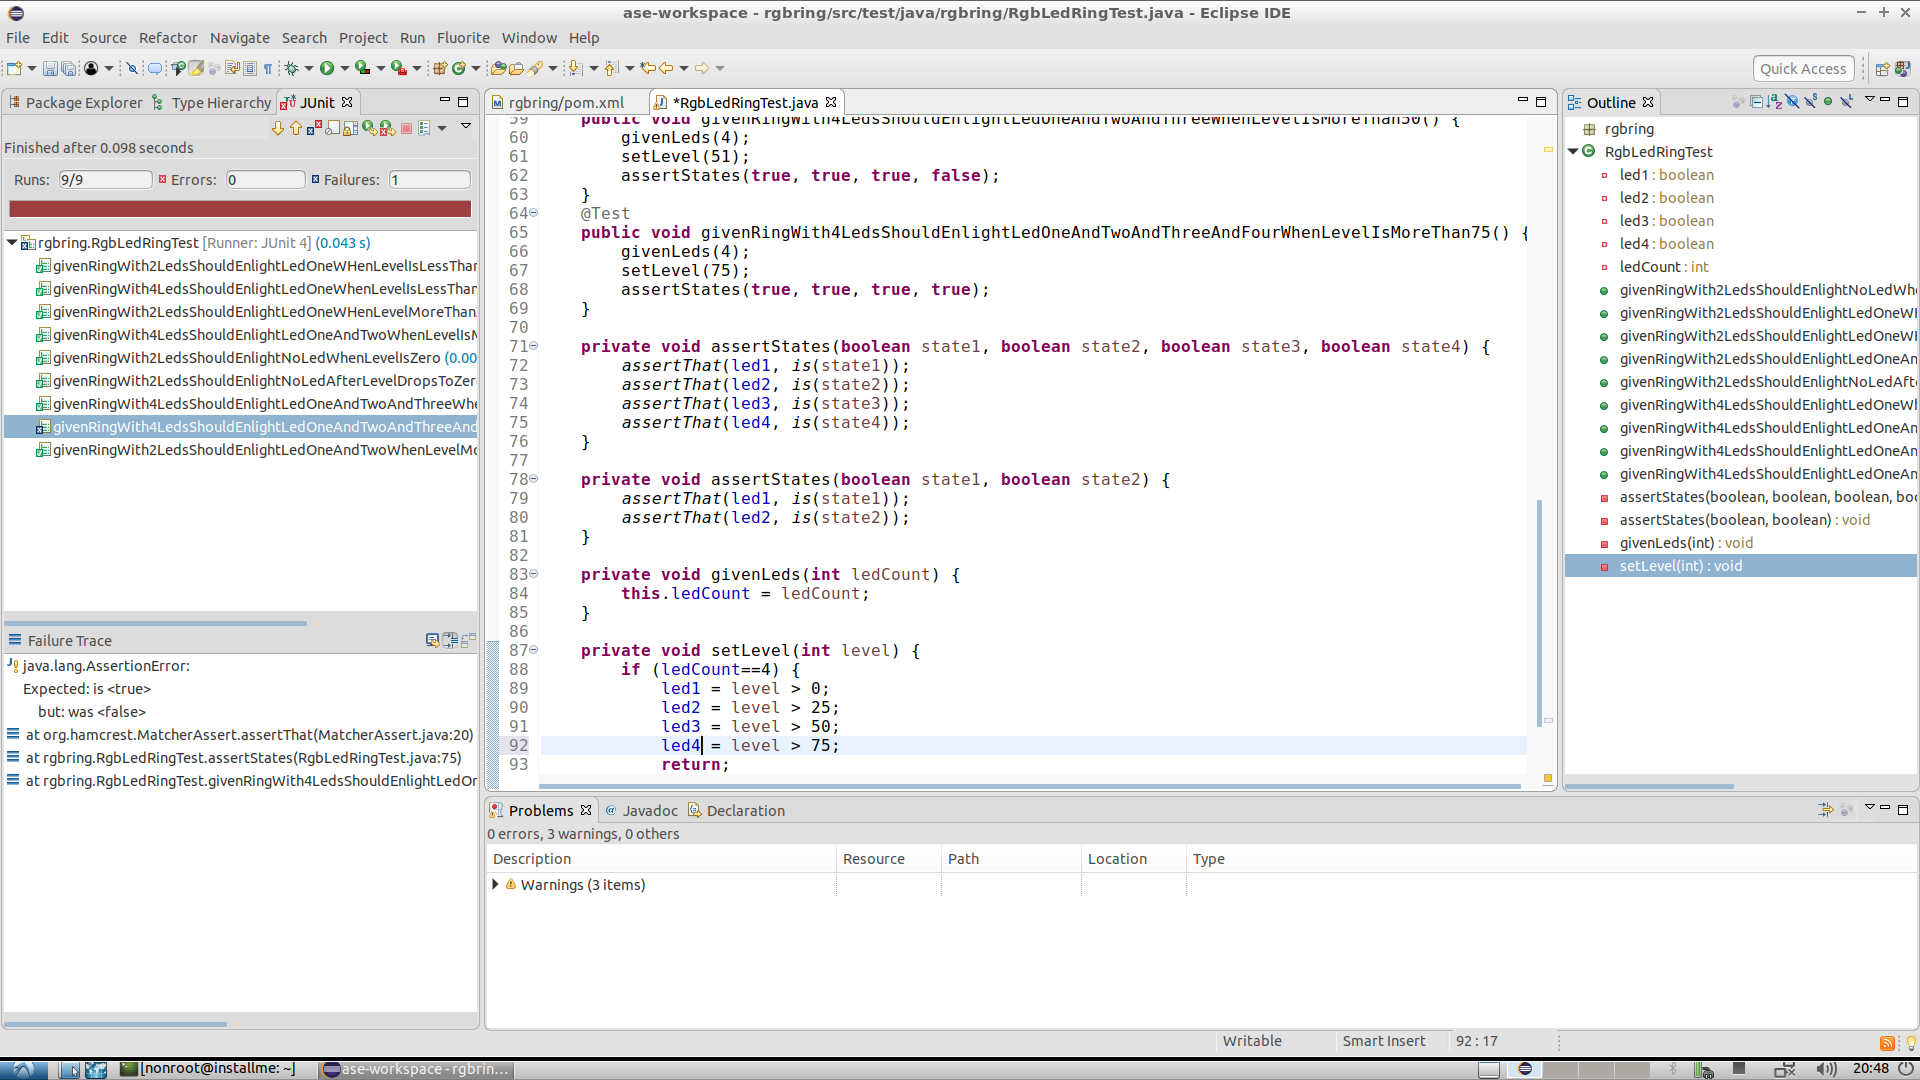 ase-workspace - rgbring/src/test/java/rgbring/RgbLedRingTest.java - Eclipse IDE
File Edit Source Refactor Navigate Search Project Run Fluorite Window Help
Quick Access
Package Explorer Type Hierarchy JUnit
Finished after 0.098 seconds
Runs: 9/9 Errors: 0 Failures: 1
rgbring.RgbLedRingTest [Runner: JUnit 4] (0.043 s)
givenRingWith2LedsShouldEnlightLedOneWHenLevelIsLessThan
givenRingWith4LedsShouldEnlightLedOneWhenLevelIsLessThan
givenRingWith2LedsShouldEnlightLedOneWHenLevelMoreThan
givenRingWith4LedsShouldEnlightLedOneAndTwoWhenLevelIsM
givenRingWith2LedsShouldEnlightNoLedWhenLevelIsZero (0.00
givenRingWith2LedsShouldEnlightNoLedAfterLevelDropsToZer
givenRingWith4LedsShouldEnlightLedOneAndTwoAndThreeWhe
givenRingWith4LedsShouldEnlightLedOneAndTwoAndThreeAnd
givenRingWith2LedsShouldEnlightLedOneAndTwoWhenLevelMo
Failure Trace
java.lang.AssertionError:
Expected: is <true>
but: was <false>
at org.hamcrest.MatcherAssert.assertThat(MatcherAssert.java:20)
at rgbring.RgbLedRingTest.assertStates(RgbLedRingTest.java:75)
at rgbring.RgbLedRingTest.givenRingWith4LedsShouldEnlightLedOr
rgbring/pom.xml *RgbLedRingTest.java
59 public void givenRingWith4LedsShouldEnlightLedOneAndTwoAndThreeWhenLevelIsMoreThan50() {
60 givenLeds(4);
61 setLevel(51);
62 assertStates(true, true, true, false);
63 }
64 @Test
65 public void givenRingWith4LedsShouldEnlightLedOneAndTwoAndThreeAndFourWhenLevelIsMoreThan75() {
66 givenLeds(4);
67 setLevel(75);
68 assertStates(true, true, true, true);
69 }
70
71 private void assertStates(boolean state1, boolean state2, boolean state3, boolean state4) {
72 assertThat(led1, is(state1));
73 assertThat(led2, is(state2));
74 assertThat(led3, is(state3));
75 assertThat(led4, is(state4));
76 }
77
78 private void assertStates(boolean state1, boolean state2) {
79 assertThat(led1, is(state1));
80 assertThat(led2, is(state2));
81 }
82
83 private void givenLeds(int ledCount) {
84 this.ledCount = ledCount;
85 }
86
87 private void setLevel(int level) {
88 if (ledCount==4) {
89 led1 = level > 0;
90 led2 = level > 25;
91 led3 = level > 50;
92 led4 = level > 75;
93 return;
Outline
rgbring
RgbLedRingTest
led1 : boolean
led2 : boolean
led3 : boolean
led4 : boolean
ledCount : int
givenRingWith2LedsShouldEnlightNoLedWhe
givenRingWith2LedsShouldEnlightLedOneWH
givenRingWith2LedsShouldEnlightLedOneWH
givenRingWith2LedsShouldEnlightLedOneAn
givenRingWith2LedsShouldEnlightNoLedAfte
givenRingWith4LedsShouldEnlightLedOneWh
givenRingWith4LedsShouldEnlightLedOneAn
givenRingWith4LedsShouldEnlightLedOneAn
givenRingWith4LedsShouldEnlightLedOneAn
assertStates(boolean, boolean, boolean, boo
assertStates(boolean, boolean) : void
givenLeds(int) : void
setLevel(int) : void
Problems Javadoc Declaration
0 errors, 3 warnings, 0 others
Description Resource Path Location Type
Warnings (3 items)
Writable Smart Insert 92 : 17
[nonroot@installme: ~] ase-workspace - rgbrin... 20:48